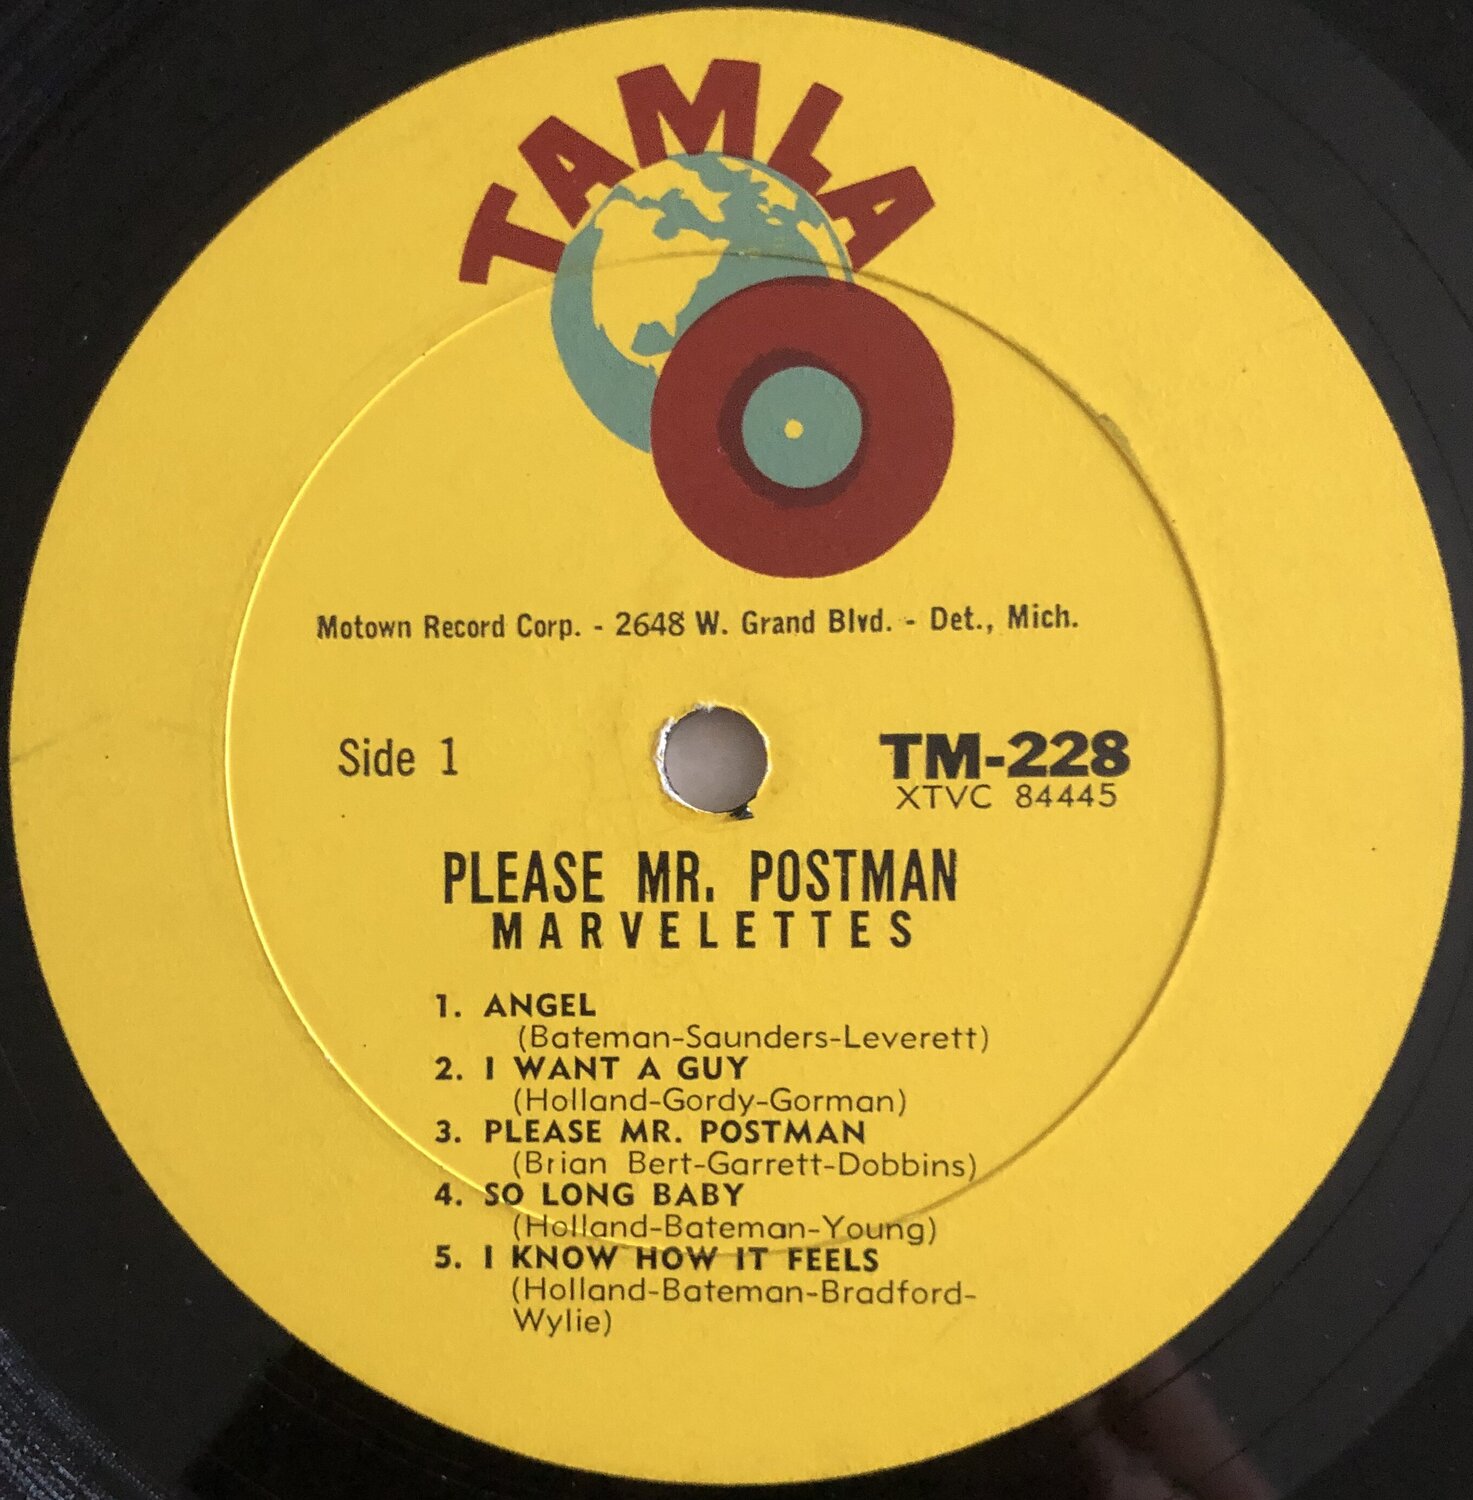 TAMLA
Motown Record Corp. - 2648 W. Grand Blvd. - Det., Mich.
Side 1
TM-228
XTVC 84445
PLEASE MR. POSTMAN
MARVELETTES
1. ANGEL
(Bateman-Saunders-Leverett)
2. I WANT A GUY
(Holland-Gordy-Gorman)
3. PLEASE MR. POSTMAN
(Brian Bert-Garrett-Dobbins)
4. SO LONG BABY
(Holland-Bateman-Young)
5. I KNOW HOW IT FEELS
(Holland-Bateman-Bradford-
Wylie)